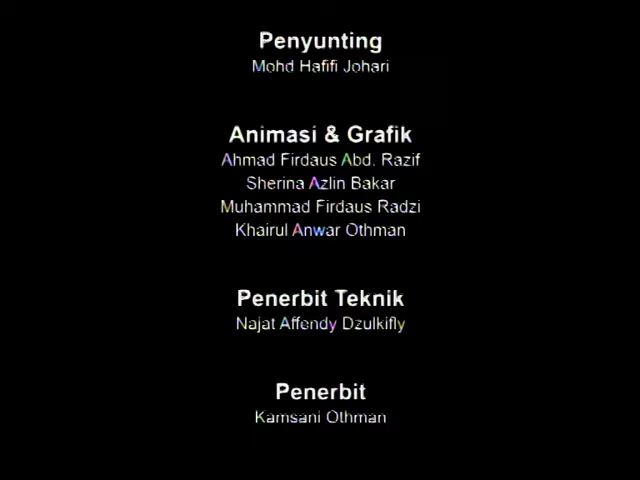 Penyunting
Mohd Hafifi Johari
Animasi & Grafik
Ahmad Firdaus Abd. Razif
Sherina Azlin Bakar
Muhammad Firdaus Radzi
Khairul Anwar Othman
Penerbit Teknik
Najat Affendy Dzulkifly
Penerbit
Kamsani Othman